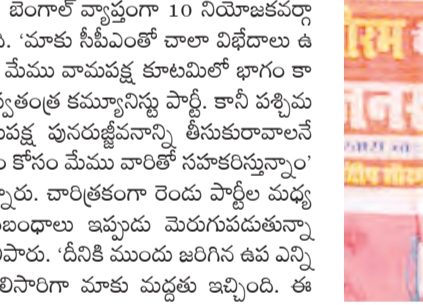 బెంగాల్ వ్యాప్తంగా 10 నియోజకవర్గా
ది. 'మాకు సీపీఎంతో చాలా విభేదాలు ఉ
మేము వామపక్ష కూటమిలో భాగం కా
వ్వతంత్ర కమ్యూనిస్టు పార్టీ. కానీ పశ్చిమ
ుపక్ష పునరుజ్జీవనాన్ని తీసుకురావాలనే
ం కోసం మేము వారితో సహకరిస్తున్నాం'
న్నారు. చారిత్రకంగా రెండు పార్టీల మధ్య
బంధాలు ఇప్పుడు మెరుగుపడుతున్నా
ిపారు. 'దీనికి ముందు జరిగిన ఉప ఎన్ని
లిసారిగా మాకు మద్దతు ఇచ్చింది. ఈ